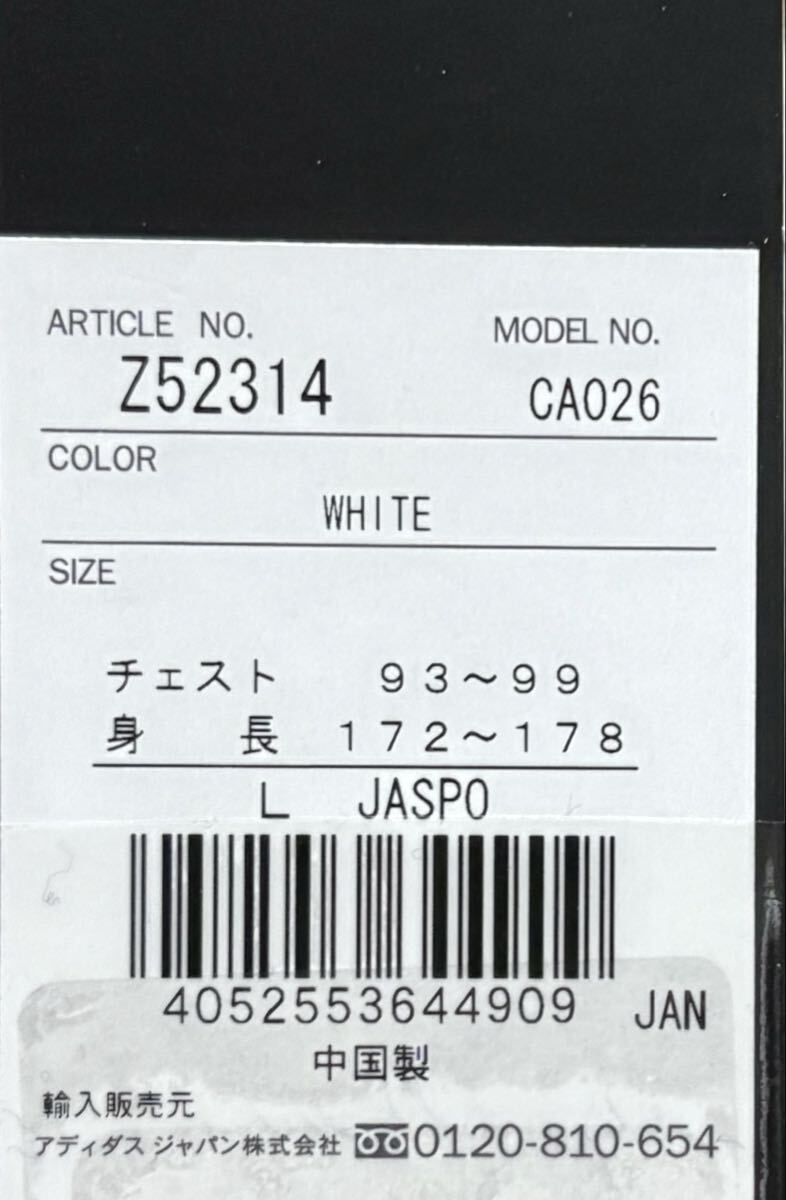 ARTICLE NO. MODEL NO.
Z52314 CA026
COLOR
WHITE
SIZE
チェスト 93～99
身長 172～178
L JASPO
4052553644909 JAN
中国製
輸入販売元
アディダス ジャパン株式会社 0120-810-654